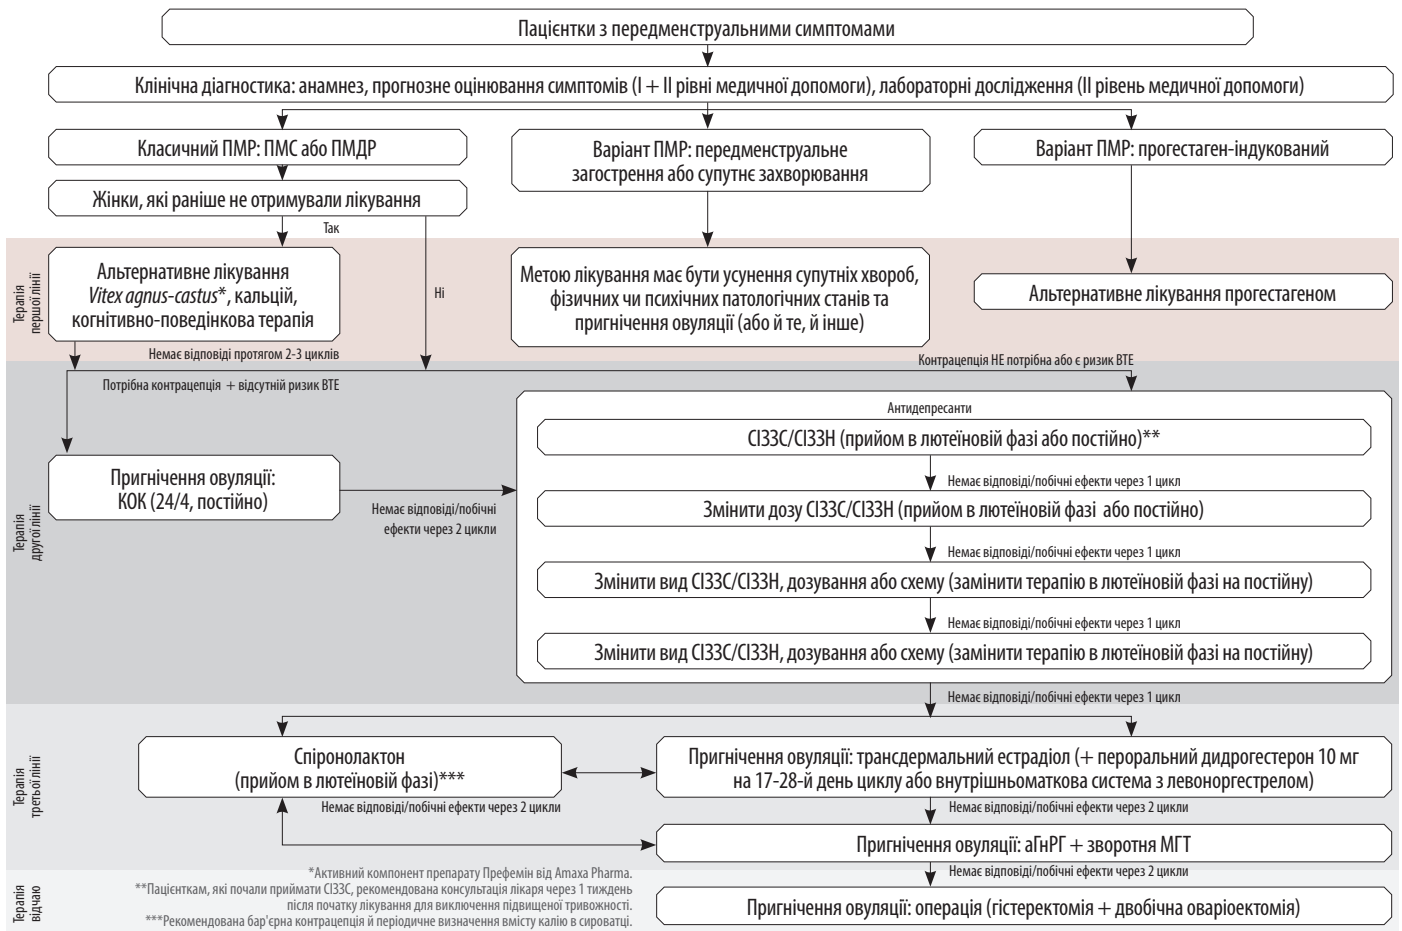 Пацієнтки з передменструальними симптомами
Клінічна діагностика: анамнез, прогнозне оцінювання симптомів (I + II рівні медичної допомоги), лабораторні дослідження (II рівень медичної допомоги)
Класичний ПМР: ПМС або ПМДР
Варіант ПМР: передменструальне
загострення або супутнє захворювання
Варіант ПМР: прогестаген-індукований
Жінки, які раніше не отримували лікування
Так
Ні
Терапія
першої лінії
Альтернативне лікування
Vitex agnus-castus*, кальцій,
когнітивно-поведінкова терапія
Метою лікування має бути усунення супутніх хвороб,
фізичних чи психічних патологічних станів та
пригнічення овуляції (або й те, й інше)
Альтернативне лікування прогестагеном
Немає відповіді протягом 2-3 циклів
Контрацепція НЕ потрібна або є ризик ВТЕ
Потрібна контрацепція + відсутній ризик ВТЕ
Терапія
другої лінії
Пригнічення овуляції:
КОК (24/4, постійно)
Немає відповіді/побічні
ефекти через 2 цикли
Антидепресанти
СІЗЗС/СІЗЗН (прийом в лютеїновій фазі або постійно)**
Немає відповіді/побічні ефекти через 1 цикл
Змінити дозу СІЗЗС/СІЗЗН (прийом в лютеїновій фазі або постійно)
Немає відповіді/побічні ефекти через 1 цикл
Змінити вид СІЗЗС/СІЗЗН, дозування або схему (замінити терапію в лютеїновій фазі на постійну)
Немає відповіді/побічні ефекти через 1 цикл
Змінити вид СІЗЗС/СІЗЗН, дозування або схему (замінити терапію в лютеїновій фазі на постійну)
Немає відповіді/побічні ефекти через 1 цикл
Терапія
третьої лінії
Спіронолактон
(прийом в лютеїновій фазі)***
Немає відповіді/побічні ефекти через 2 цикли
Пригнічення овуляції: трансдермальний естрадіол (+ пероральний дидрогестерон 10 мг
на 17-28-й день циклу або внутрішньоматкова система з левоноргестрелом)
Немає відповіді/побічні ефекти через 2 цикли
Пригнічення овуляції: аГнРГ + зворотня МГТ
Немає відповіді/побічні ефекти через 2 цикли
Терапія
відчаю
Пригнічення овуляції: операція (гістеректомія + двобічна оваріоектомія)
*Активний компонент препарату Префемін від Amaxa Pharma.
**Пацієнткам, які почали приймати СІЗЗС, рекомендована консультація лікаря через 1 тиждень
після початку лікування для виключення підвищеної тривожності.
***Рекомендована бар'єрна контрацепція й періодичне визначення вмісту калію в сироватці.